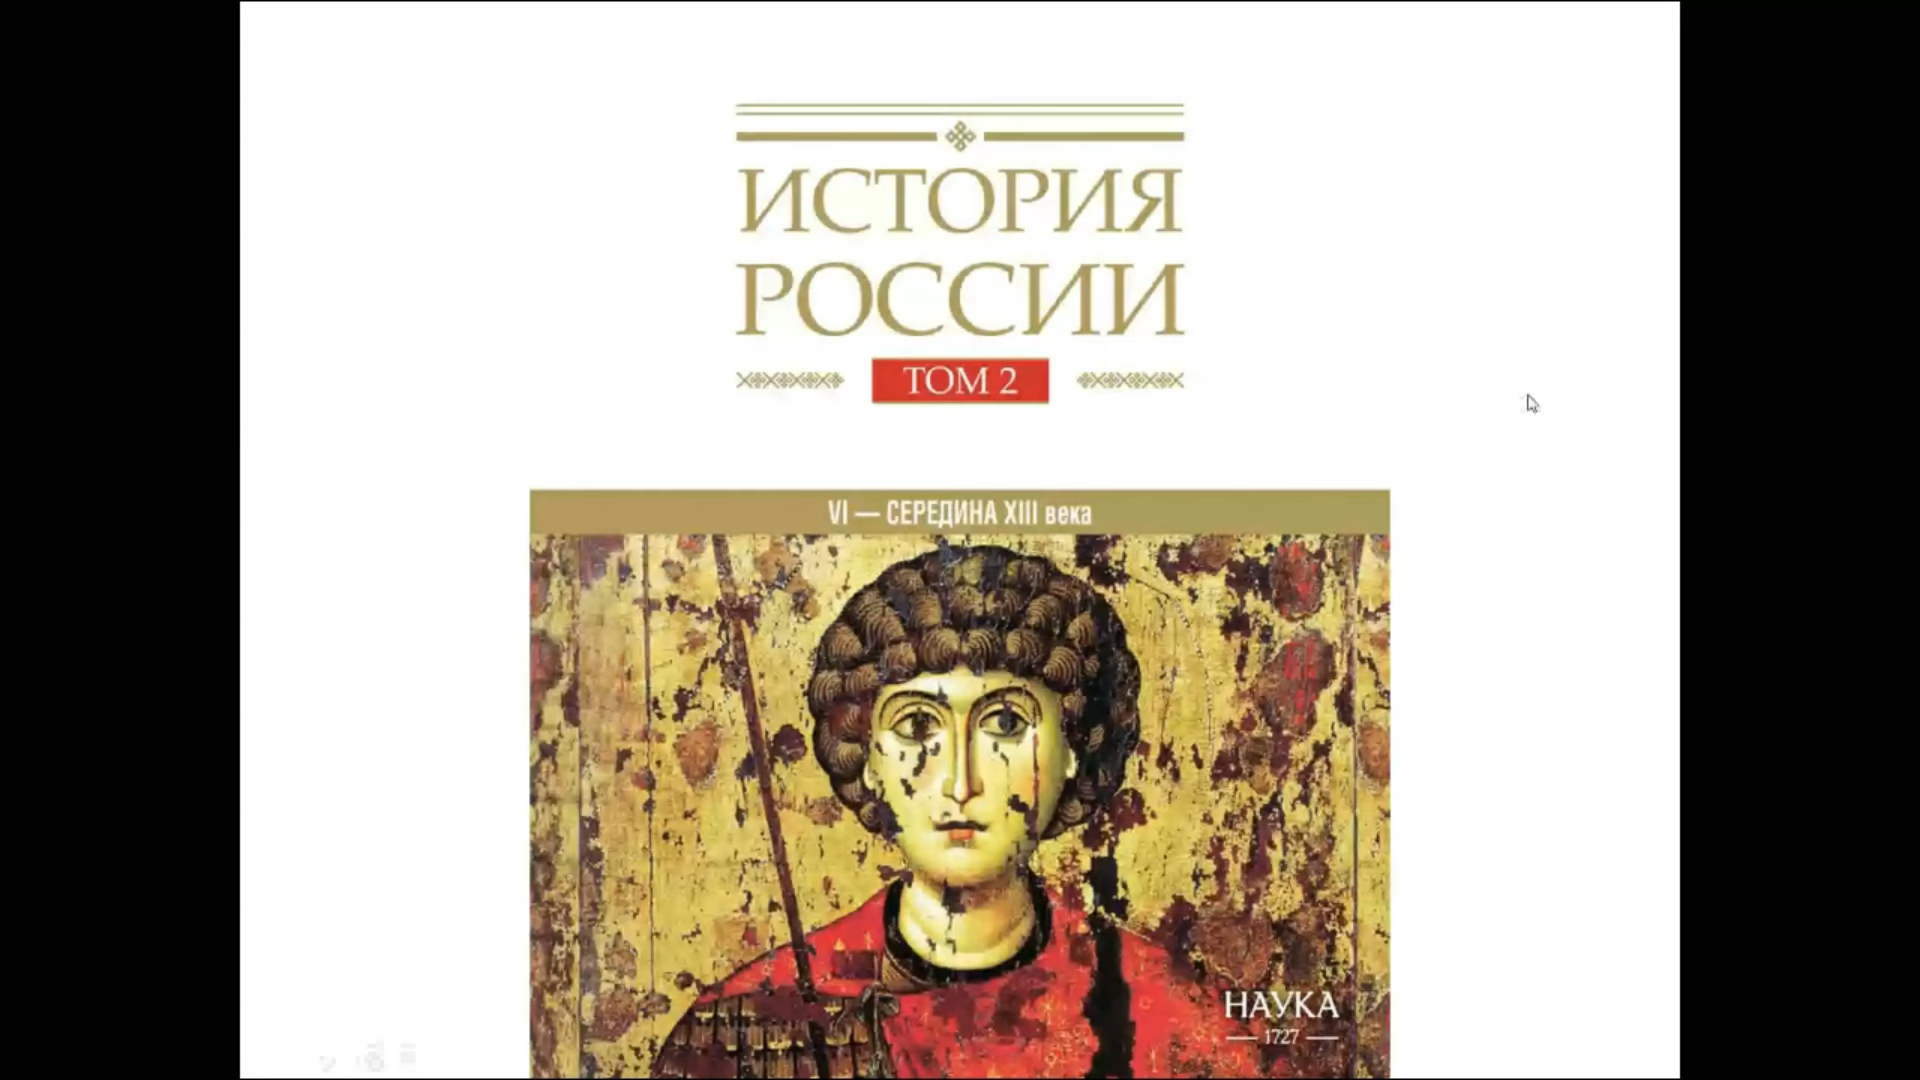 ИСТОРИЯ
РОССИИ
ТОМ 2
VI — СЕРЕДИНА XIII века
НАУКА
1727